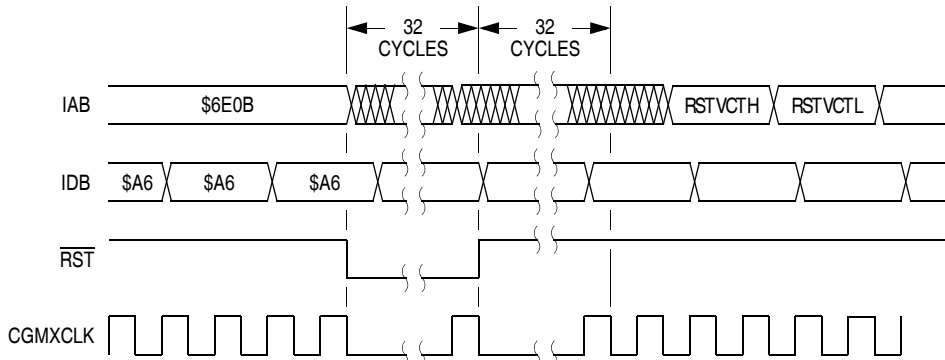 32 32
CYCLES CYCLES
IAB $6E0B RSTVCTH RSTVCTL
IDB $A6 $A6 $A6
RST
CGMXCLK